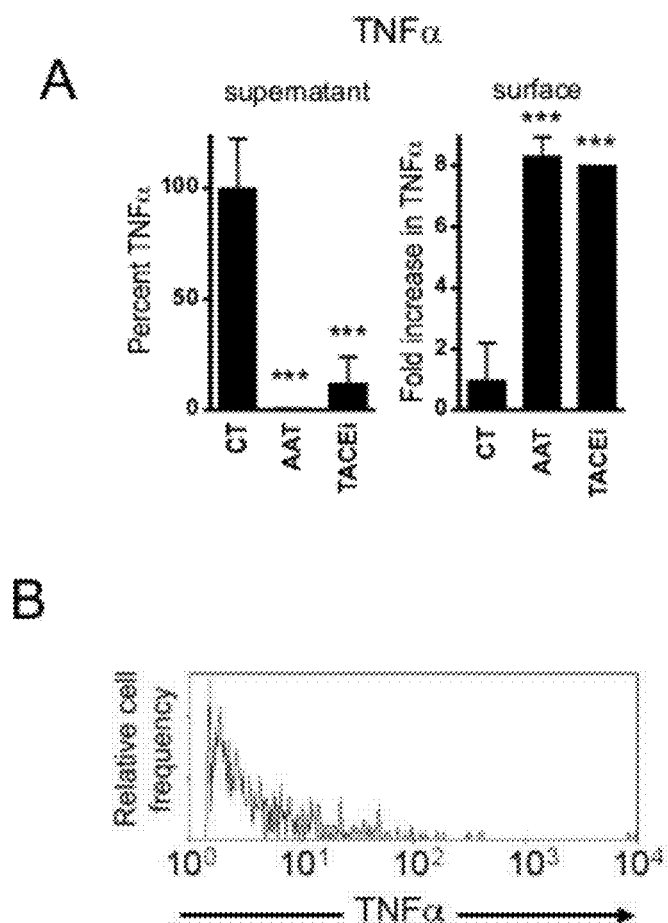 TNFα
A
supernatant
surface
Percent TNFα
100
50
0
***
***
CT
AAT
TACEi
Fold increase in TNFα
8
6
4
2
0
***
***
CT
AAT
TACEi
B
Relative cell
frequency
10⁰ 10¹ 10² 10³ 10⁴
TNFα